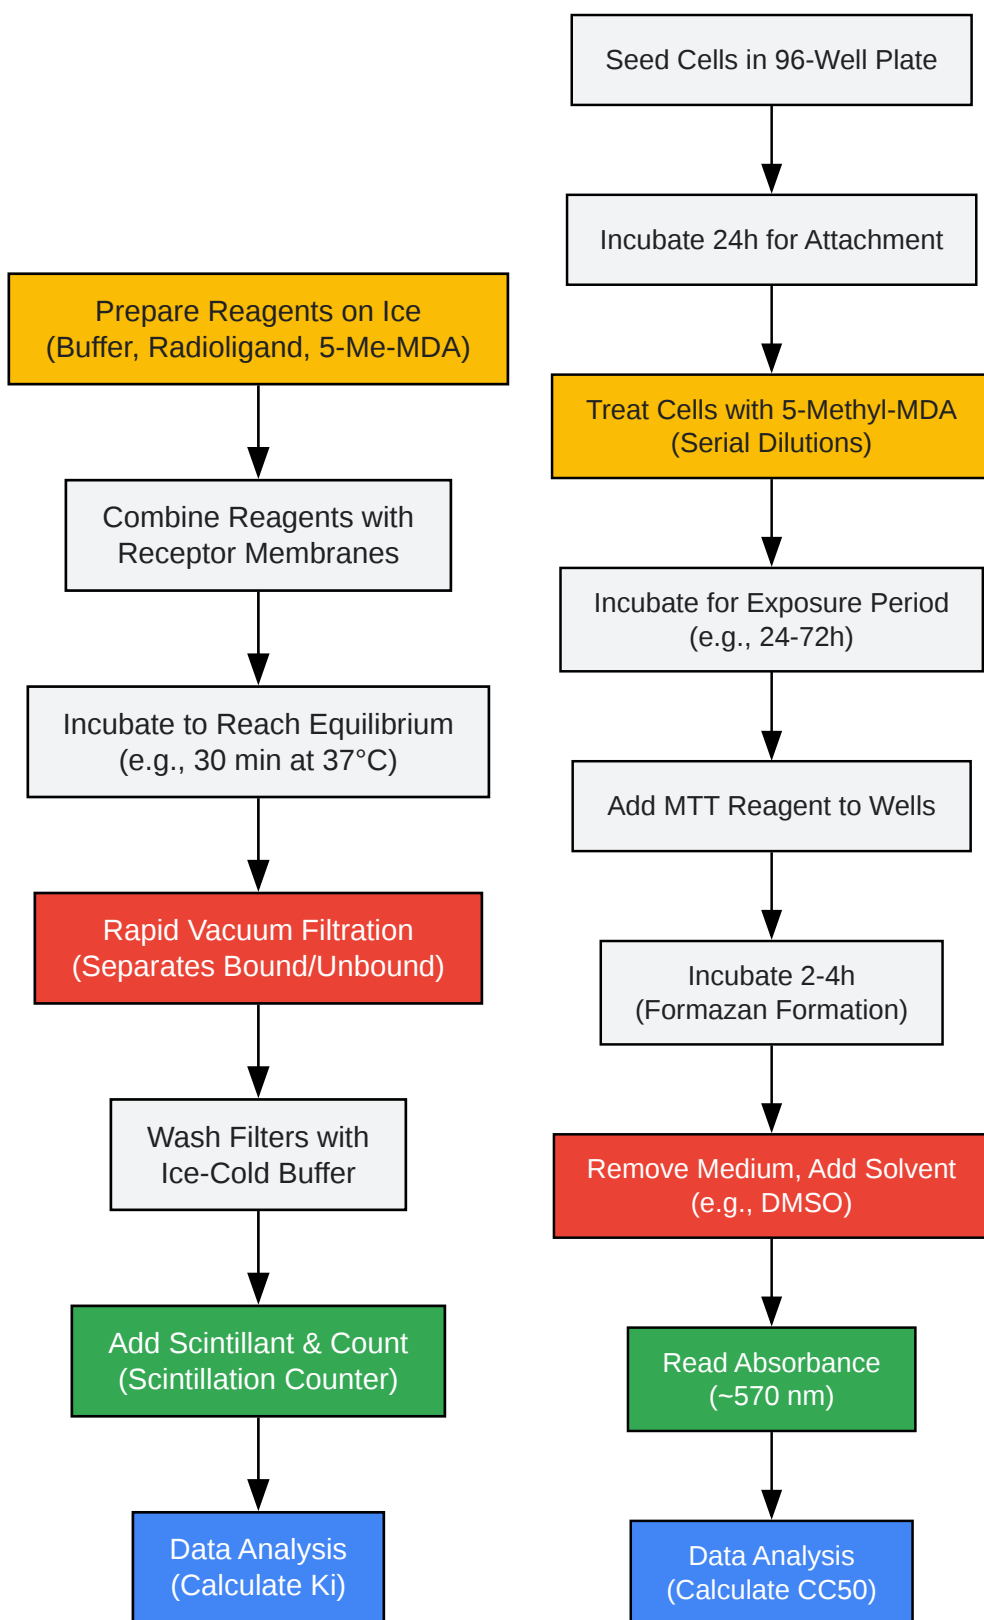 Prepare Reagents on Ice
(Buffer, Radioligand, 5-Me-MDA)
Combine Reagents with
Receptor Membranes
Incubate to Reach Equilibrium
(e.g., 30 min at 37°C)
Rapid Vacuum Filtration
(Separates Bound/Unbound)
Wash Filters with
Ice-Cold Buffer
Add Scintillant & Count
(Scintillation Counter)
Data Analysis
(Calculate Ki)
Seed Cells in 96-Well Plate
Incubate 24h for Attachment
Treat Cells with 5-Methyl-MDA
(Serial Dilutions)
Incubate for Exposure Period
(e.g., 24-72h)
Add MTT Reagent to Wells
Incubate 2-4h
(Formazan Formation)
Remove Medium, Add Solvent
(e.g., DMSO)
Read Absorbance
(~570 nm)
Data Analysis
(Calculate CC50)